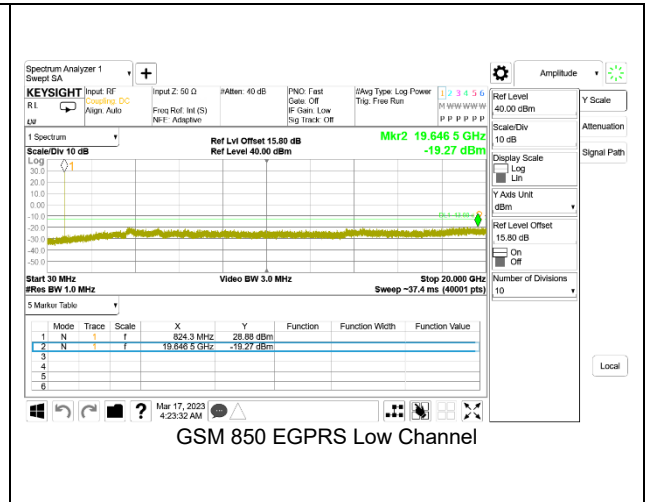 Spectrum Analyzer 1
Swept SA
KEYSIGHT
RL
Input: RF
Coupling: DC
Align: Auto
Input Z: 50 Ω
Freq Ref: Int (S)
NFE: Adaptive
#Atten: 40 dB
PNO: Fast
Gate: Off
IF Gain: Low
Sig Track: Off
#Avg Type: Log Power
Trig: Free Run
1 2 3 4 5 6
M W W W W W
P P P P P P
1 Spectrum
Scale/Div 10 dB
Ref Lvl Offset 15.80 dB
Ref Level 40.00 dBm
Mkr2 19.646 5 GHz
-19.27 dBm
Log
30.0
20.0
10.0
0.00
-10.0
-20.0
-30.0
-40.0
-50.0
1
Start 30 MHz
#Res BW 1.0 MHz
Video BW 3.0 MHz
Stop 20.000 GHz
Sweep ~37.4 ms (40001 pts)
5 Marker Table
Mode Trace Scale X Y Function Function Width Function Value
1 N 1 f 824.3 MHz 28.88 dBm
2 N 1 f 19.646 5 GHz -19.27 dBm
3
4
5
6
Mar 17, 2023
4:23:32 AM
Amplitude
Ref Level
40.00 dBm
Scale/Div
10 dB
Display Scale
Log
Lin
Y Axis Unit
dBm
Ref Level Offset
15.80 dB
On
Off
Number of Divisions
10
Y Scale
Attenuation
Signal Path
Local
GSM 850 EGPRS Low Channel